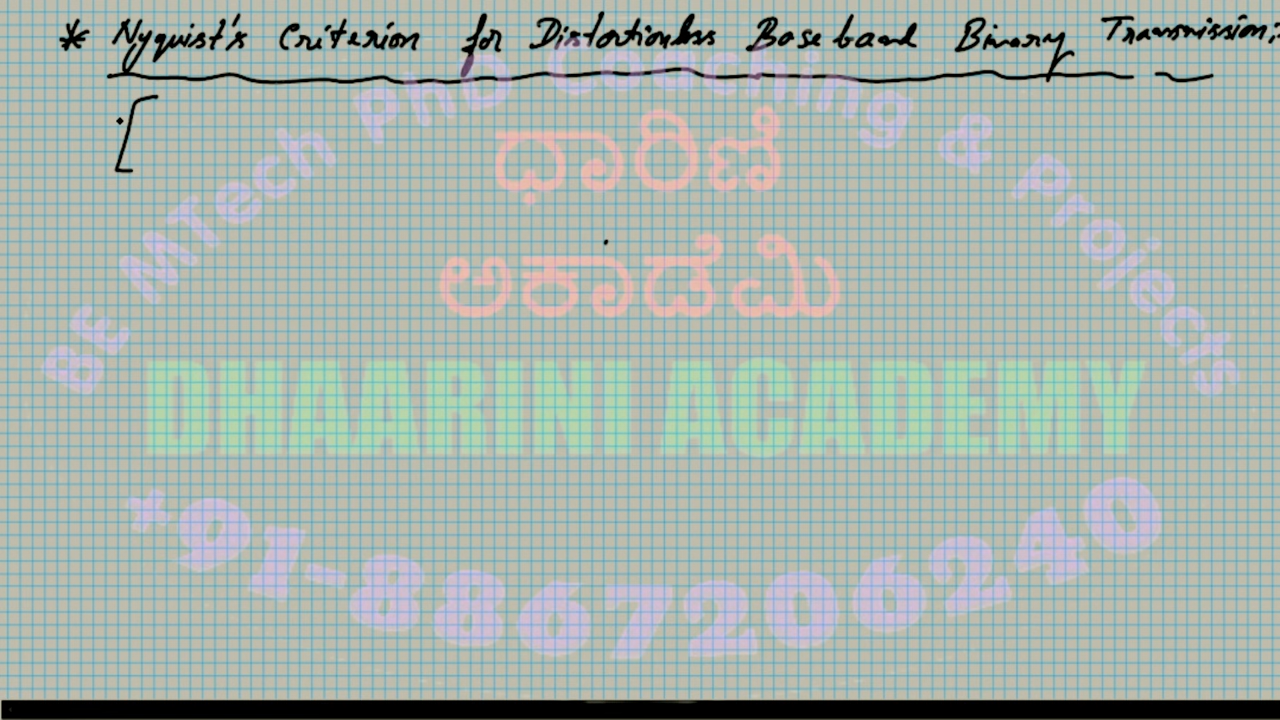 * Nyquist's Criterion for Distortionless Baseband Binary Transmission:
[
BE MTech PhD Coaching & Projects
ಧಾರಿಣಿ
ಅಕಾಡೆಮಿ
DHAARINI ACADEMY
+91-8867206240